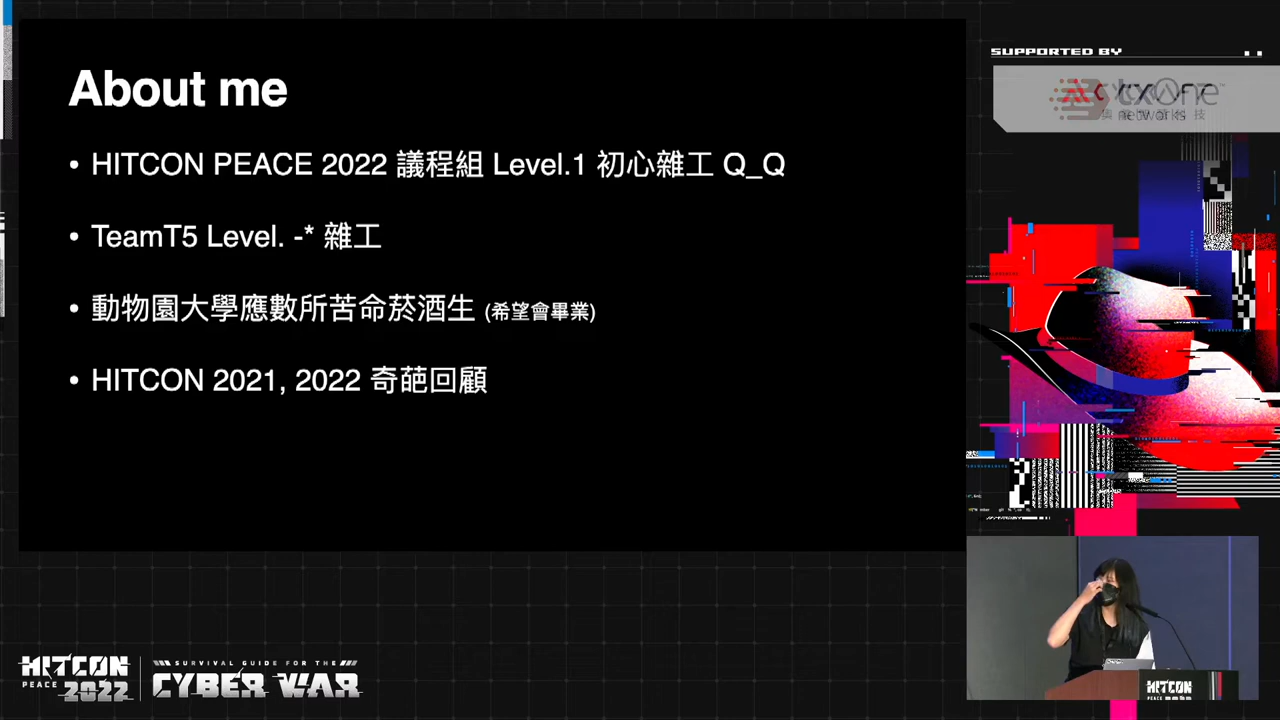 About me
• HITCON PEACE 2022 議程組 Level.1 初心雜工 Q_Q
• TeamT5 Level. -* 雜工
• 動物園大學應數所苦命菸酒生 (希望會畢業)
• HITCON 2021, 2022 奇葩回顧
SUPPORTED BY
txOne
networks
HITCON
PEACE 2022
SURVIVAL GUIDE FOR THE
CYBER WAR
HITCON